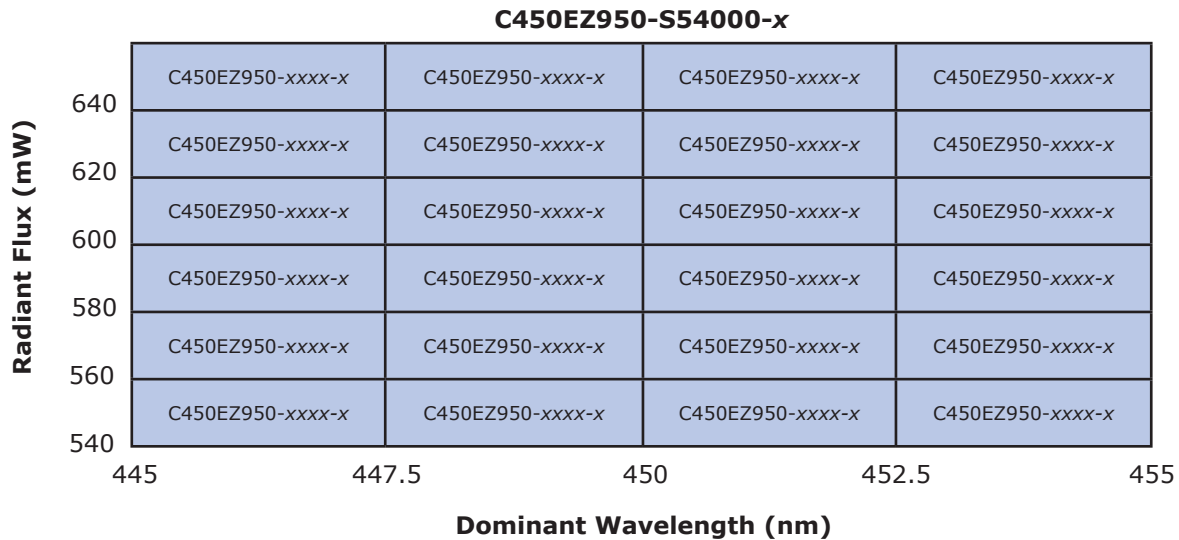 C450EZ950-S54000-x
C450EZ950-xxxx-x C450EZ950-xxxx-x C450EZ950-xxxx-x C450EZ950-xxxx-x
640
C450EZ950-xxxx-x C450EZ950-xxxx-x C450EZ950-xxxx-x C450EZ950-xxxx-x
620
C450EZ950-xxxx-x C450EZ950-xxxx-x C450EZ950-xxxx-x C450EZ950-xxxx-x
600
C450EZ950-xxxx-x C450EZ950-xxxx-x C450EZ950-xxxx-x C450EZ950-xxxx-x
580
C450EZ950-xxxx-x C450EZ950-xxxx-x C450EZ950-xxxx-x C450EZ950-xxxx-x
560
C450EZ950-xxxx-x C450EZ950-xxxx-x C450EZ950-xxxx-x C450EZ950-xxxx-x
540
Radiant Flux (mW)
445 447.5 450 452.5 455
Dominant Wavelength (nm)